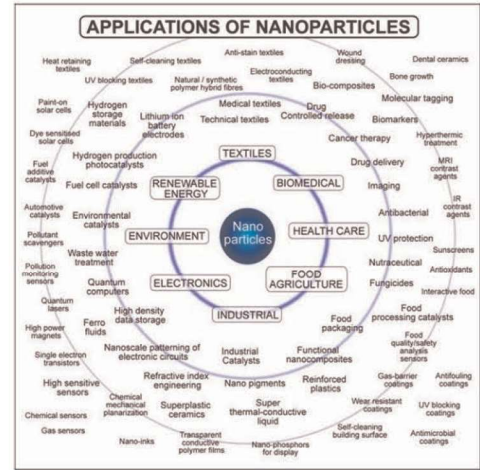 APPLICATIONS OF NANOPARTICLES
Heat retaining
textiles
Self-cleaning textiles
Anti-stain textiles
Wound
dressing
Dental ceramics
UV blocking textiles
Natural / synthetic
polymer hybrid fibres
Electroconducting
textiles
Bio-composites
Bone growth
Paint-on
solar cells
Hydrogen
storage
materials
Lithium ion
battery
electrodes
Medical textiles
Technical textiles
Drug
Controlled release
Molecular tagging
Biomarkers
Dye sensitised
solar cells
Cancer therapy
Hyperthermic
treatment
Hydrogen production
photocatalysts
TEXTILES
Drug delivery
MRI
contrast
agents
Fuel
additive
catalysts
Fuel cell catalysts
RENEWABLE
ENERGY
BIOMEDICAL
Imaging
IR
contrast
agents
Automotive
catalysts
Environmental
catalysts
Antibacterial
Pollutant
scavengers
ENVIRONMENT
Nano
particles
HEALTH CARE
UV protection
Sunscreens
Waste water
treatment
Nutraceutical
Antioxidants
Pollution
monitoring
sensors
Quantum
computers
ELECTRONICS
FOOD
AGRICULTURE
Fungicides
Interactive food
Quantum
lasers
High density
data storage
INDUSTRIAL
Food
processing catalysts
High power
magnets
Ferro
fluids
Food
packaging
Food
quality/safety
analysis
sensors
Single electron
transistors
Nanoscale patterning of
electronic circuits
Industrial
Catalysts
Functional
nanocomposites
High sensitive
sensors
Refractive index
engineering
Nano pigments
Reinforced
plastics
Gas-barrier
coatings
Antifouling
coatings
Chemical
mechanical
planarization
Superplastic
ceramics
Super
thermal-conductive
liquid
Wear resistant
coatings
UV blocking
coatings
Chemical sensors
Gas sensors
Nano-inks
Transparent
conductive
polymer films
Nano-phosphors
for display
Self-cleaning
building surface
Antimicrobial
coatings